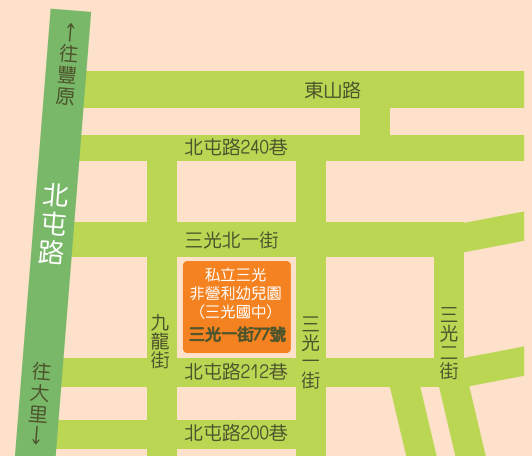 ↑往豐原
東山路
北屯路240巷
北屯路
三光北一街
私立三光
非營利幼兒園
(三光國中)
三光一街77號
九龍街
三光一街
三光二街
往大里↓
北屯路212巷
北屯路200巷